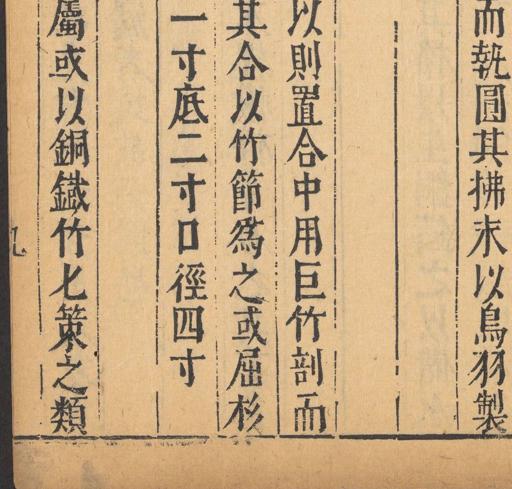 而執圓其拂末以鳥羽製
以則置合中用巨竹剖而
其合以竹節為之或屈杉
一寸底二寸口徑四寸
屬或以銅鐵竹匕策之類
九